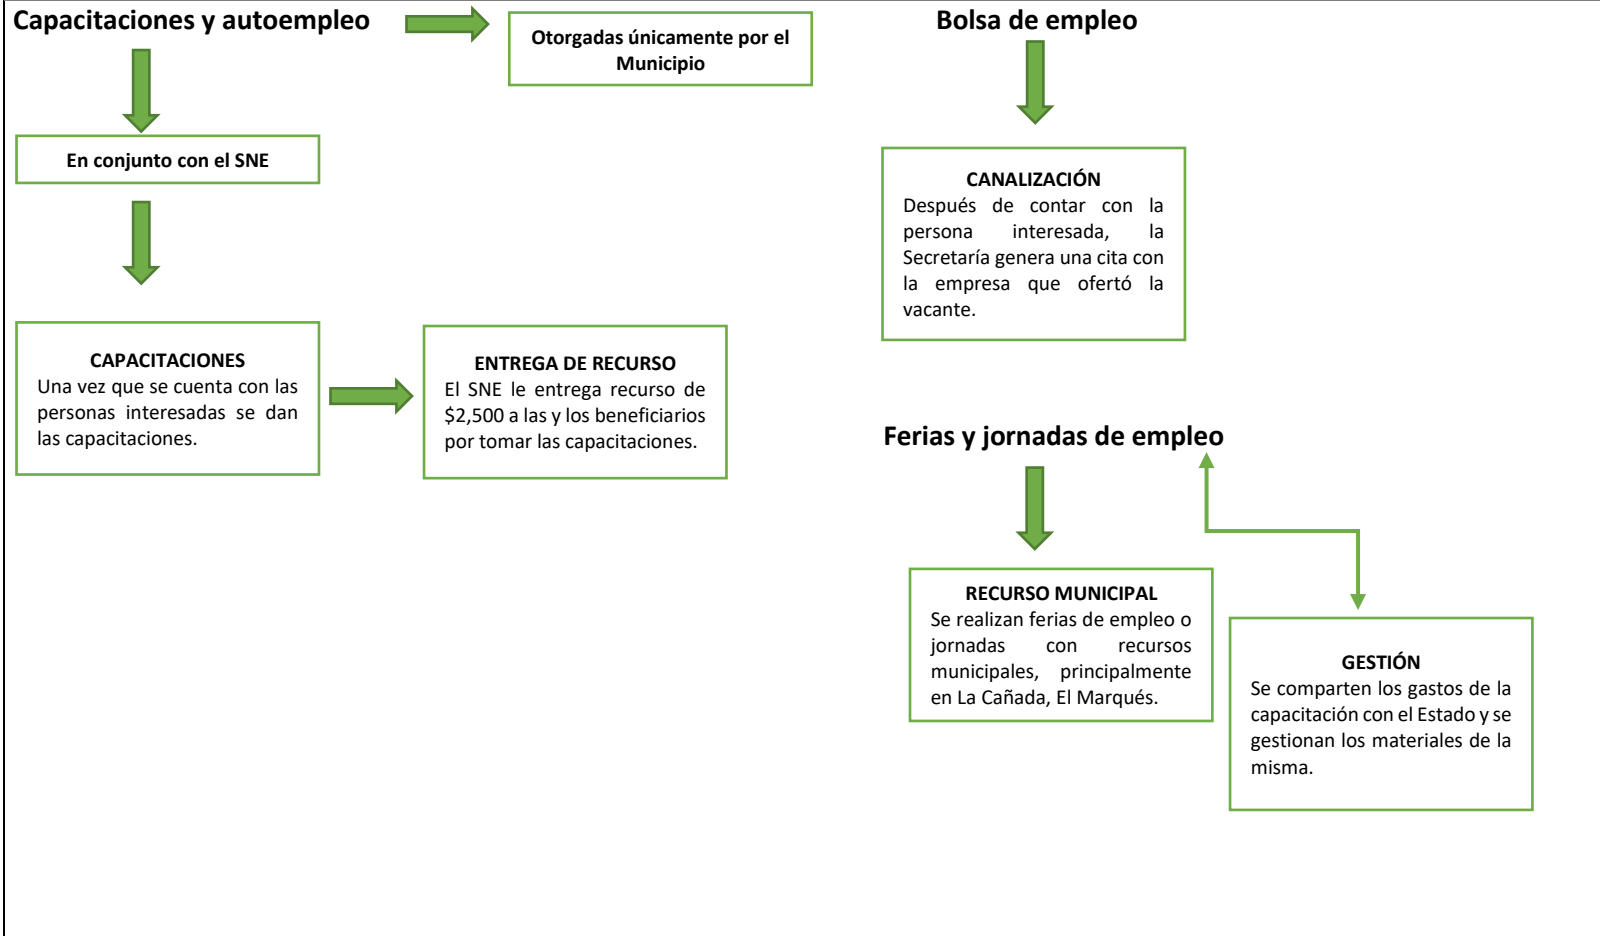 Capacitaciones y autoempleo
Otorgadas únicamente por el
Municipio
En conjunto con el SNE
CAPACITACIONES
Una vez que se cuenta con las
personas interesadas se dan
las capacitaciones.
ENTREGA DE RECURSO
El SNE le entrega recurso de
$2,500 a las y los beneficiarios
por tomar las capacitaciones.
Bolsa de empleo
CANALIZACIÓN
Después de contar con la
persona interesada, la
Secretaría genera una cita con
la empresa que ofertó la
vacante.
Ferias y jornadas de empleo
RECURSO MUNICIPAL
Se realizan ferias de empleo o
jornadas con recursos
municipales, principalmente
en La Cañada, El Marqués.
GESTIÓN
Se comparten los gastos de la
capacitación con el Estado y se
gestionan los materiales de la
misma.